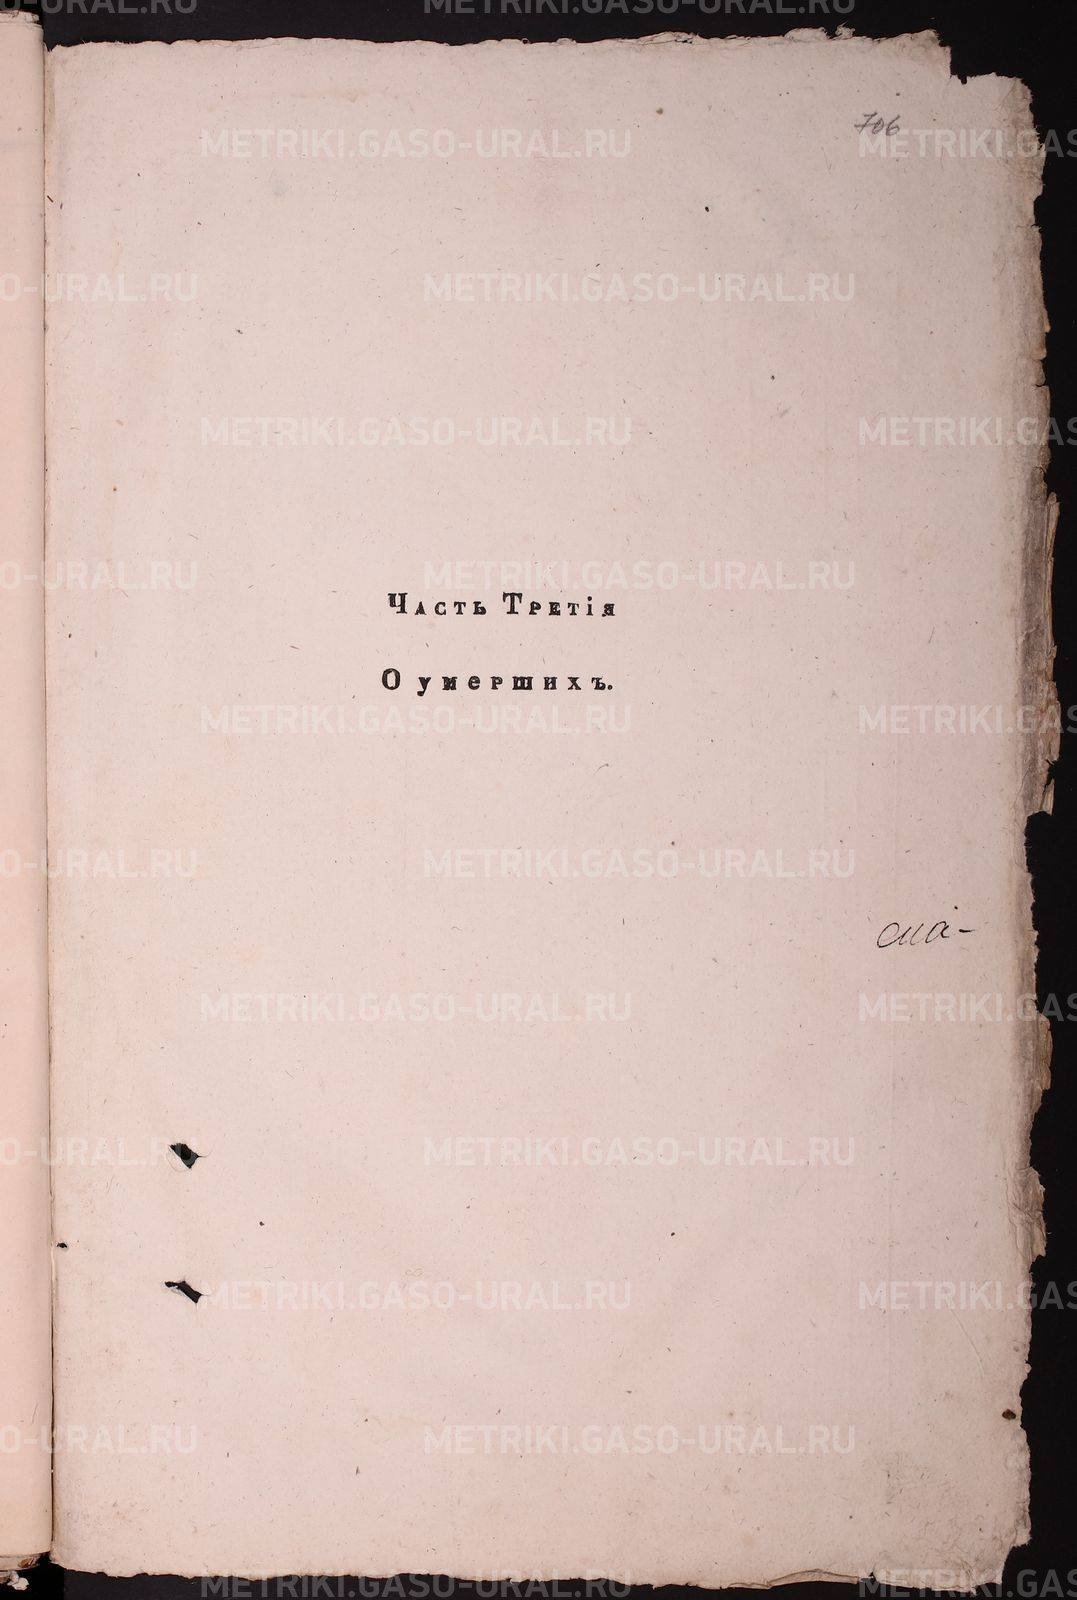 706
Часть Третія
О умершихъ.